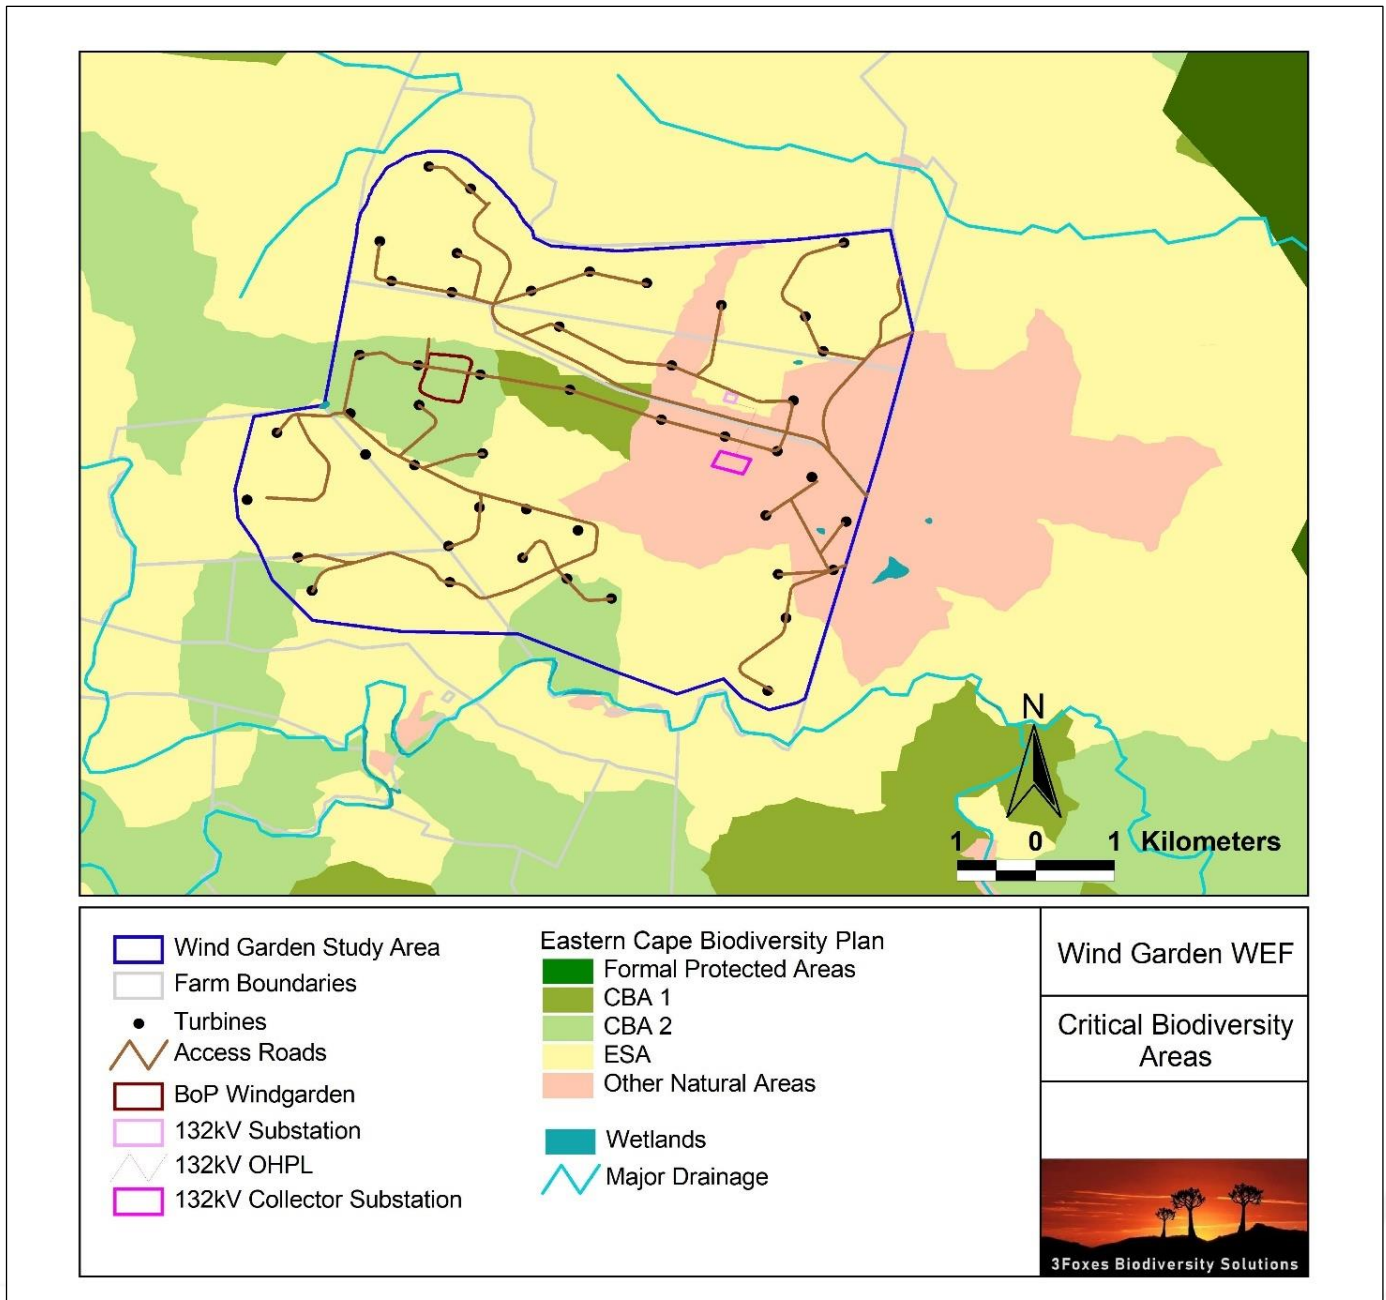 N
1 0 1 Kilometers
Wind Garden Study Area
Farm Boundaries
Turbines
Access Roads
BoP Windgarden
132kV Substation
132kV OHPL
132kV Collector Substation
Eastern Cape Biodiversity Plan
Formal Protected Areas
CBA 1
CBA 2
ESA
Other Natural Areas
Wetlands
Major Drainage
Wind Garden WEF
Critical Biodiversity
Areas
3Foxes Biodiversity Solutions